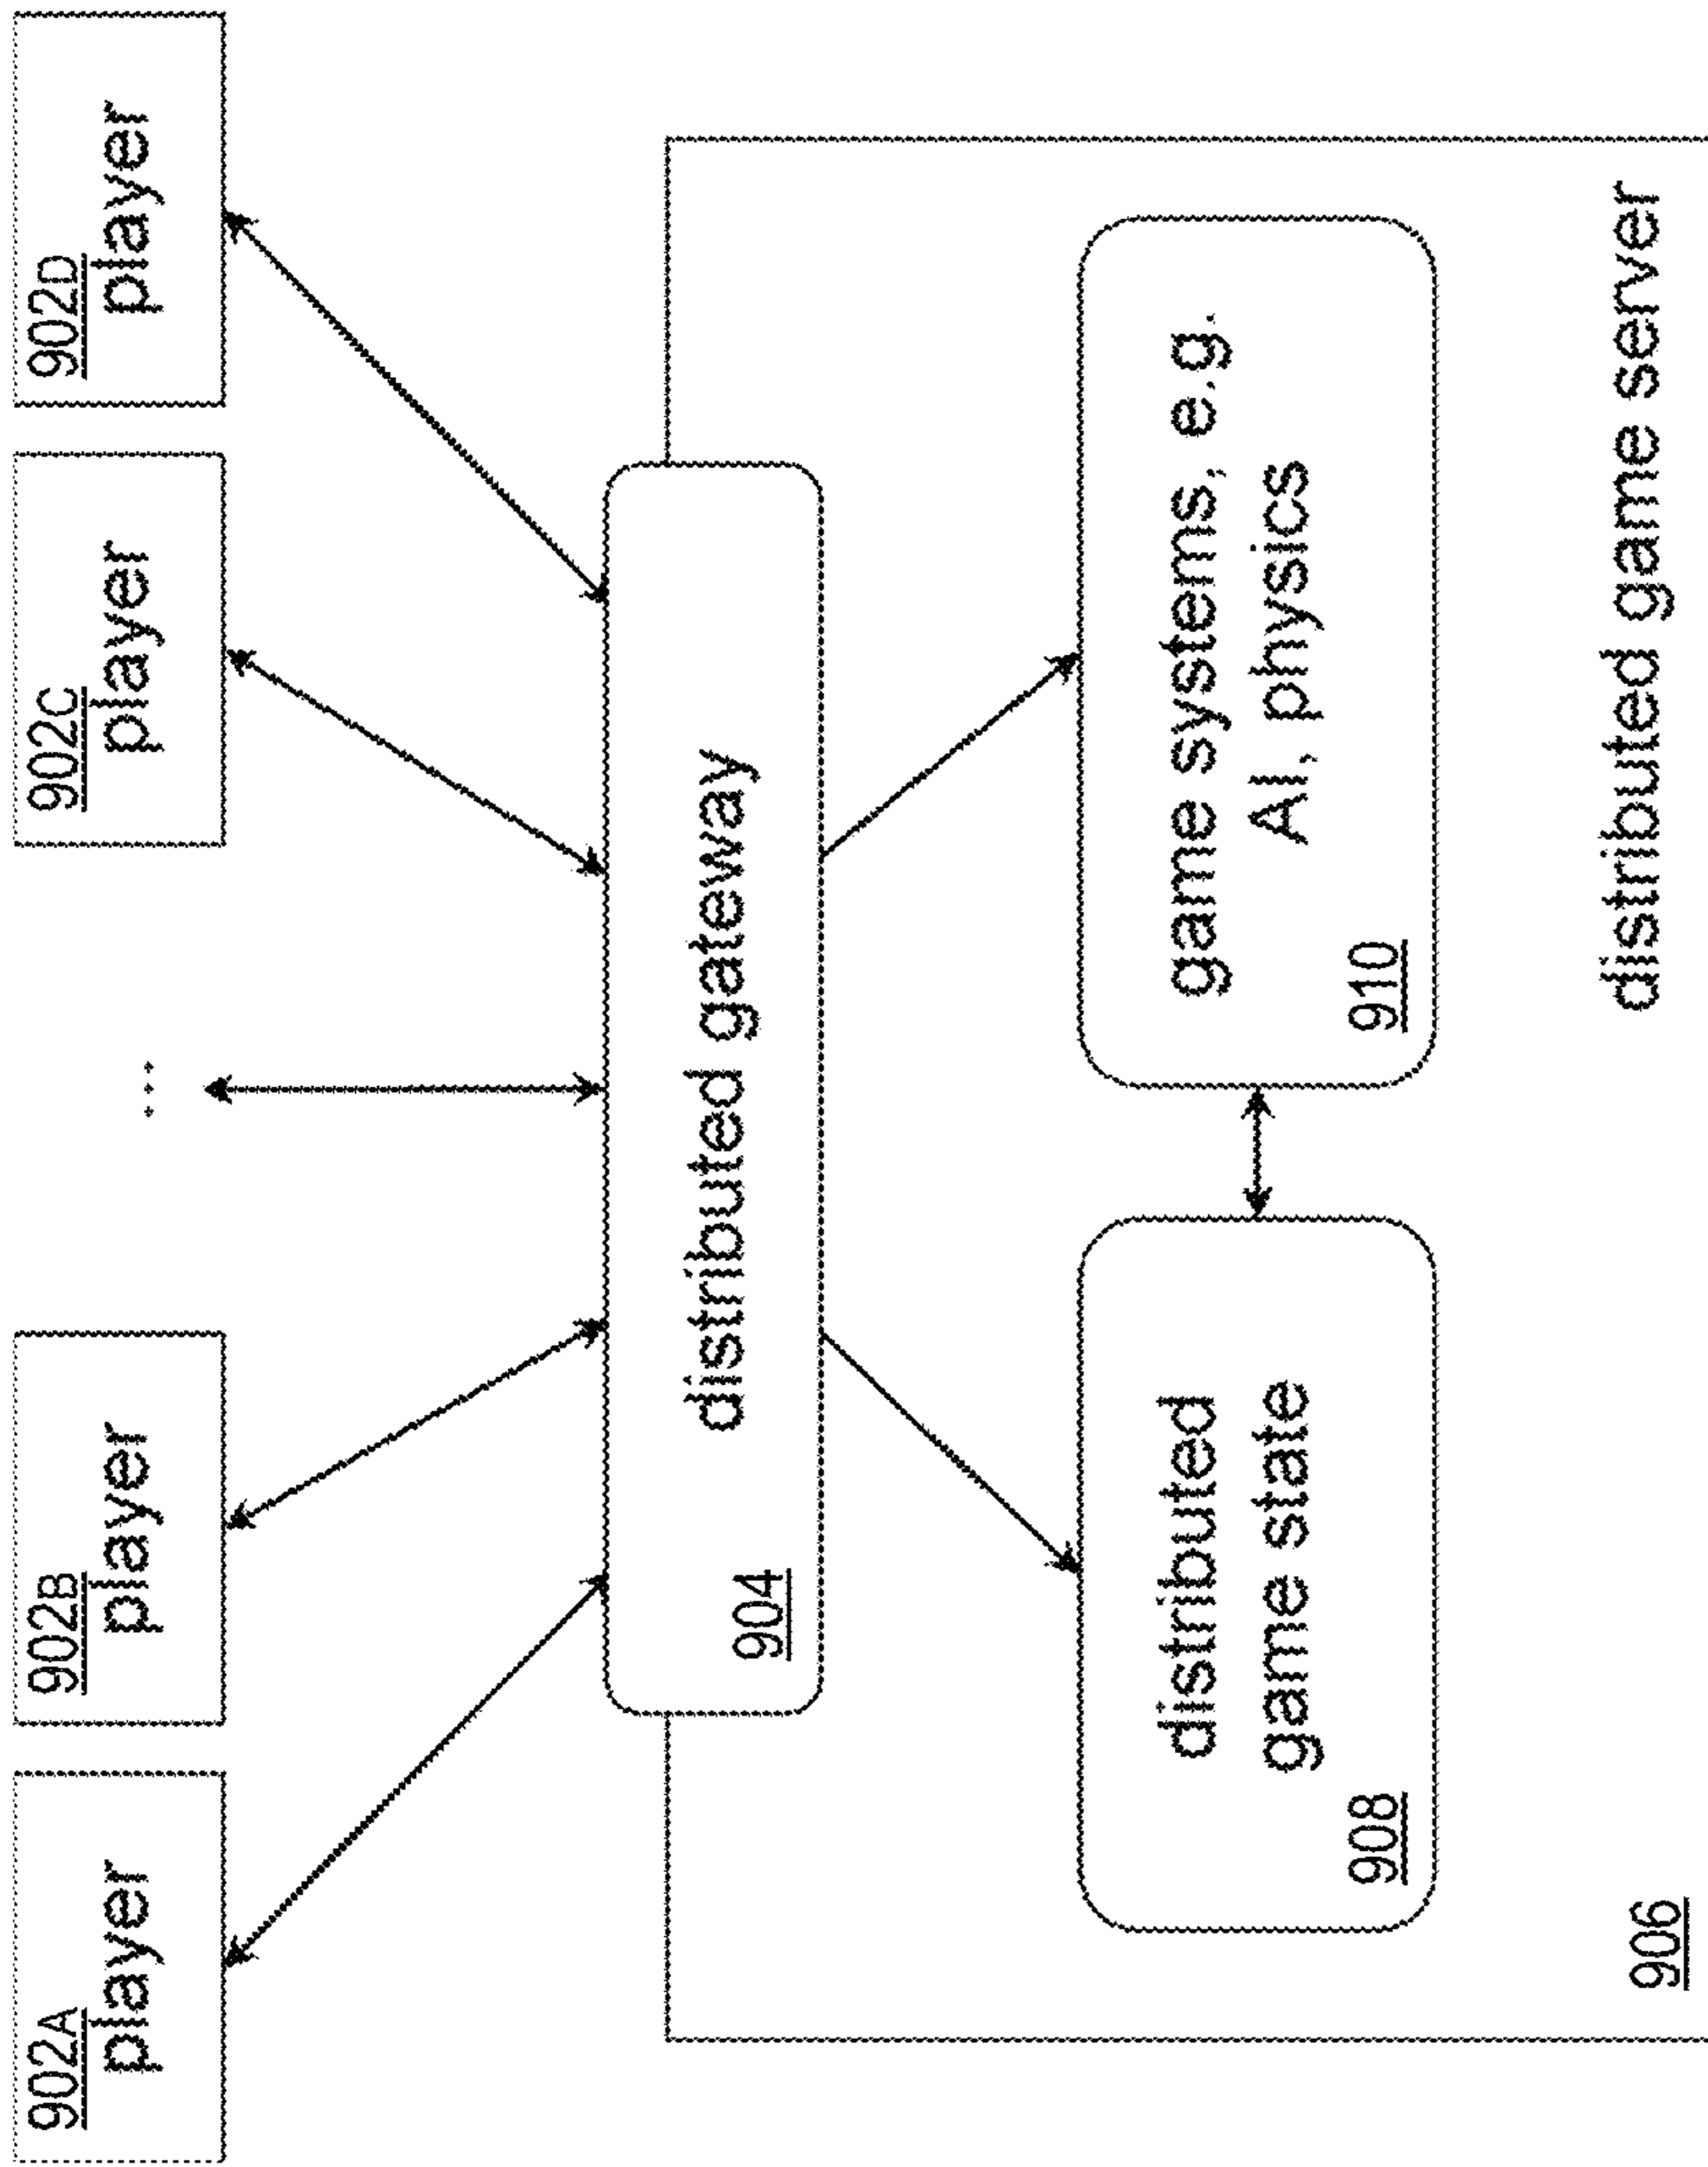 902A
player
902B
player
...
902C
player
902D
player
distributed gateway
904
distributed
game state
908
game systems, e.g.
AI, physics
910
distributed game server
906